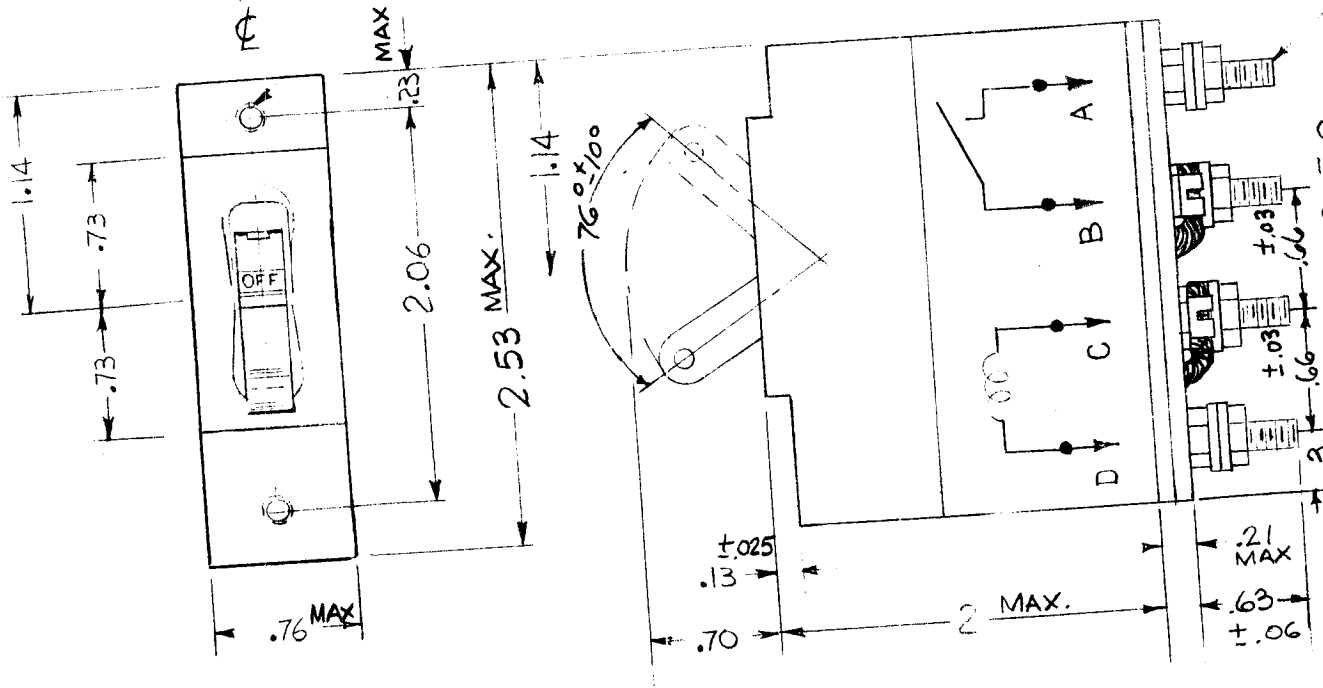 ℄
MAX
.23
1.14
.73
.73
OFF
2.06
2.53 MAX.
.76 MAX
1.14
76° +/-10°
A
B
C
D
±.03
.66
±.03
.66
±.025
.13
.70
2 MAX.
.21
MAX
.63
±.06